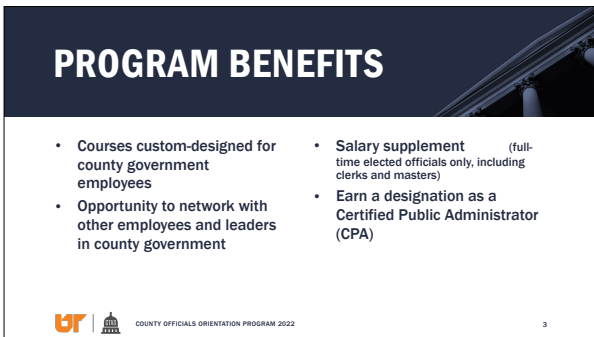 PROGRAM BENEFITS
• Courses custom-designed for
county government
employees
• Opportunity to network with
other employees and leaders
in county government
• Salary supplement (full-
time elected officials only, including
clerks and masters)
• Earn a designation as a
Certified Public Administrator
(CPA)
UT
CTAS
COUNTY OFFICIALS ORIENTATION PROGRAM 2022
3